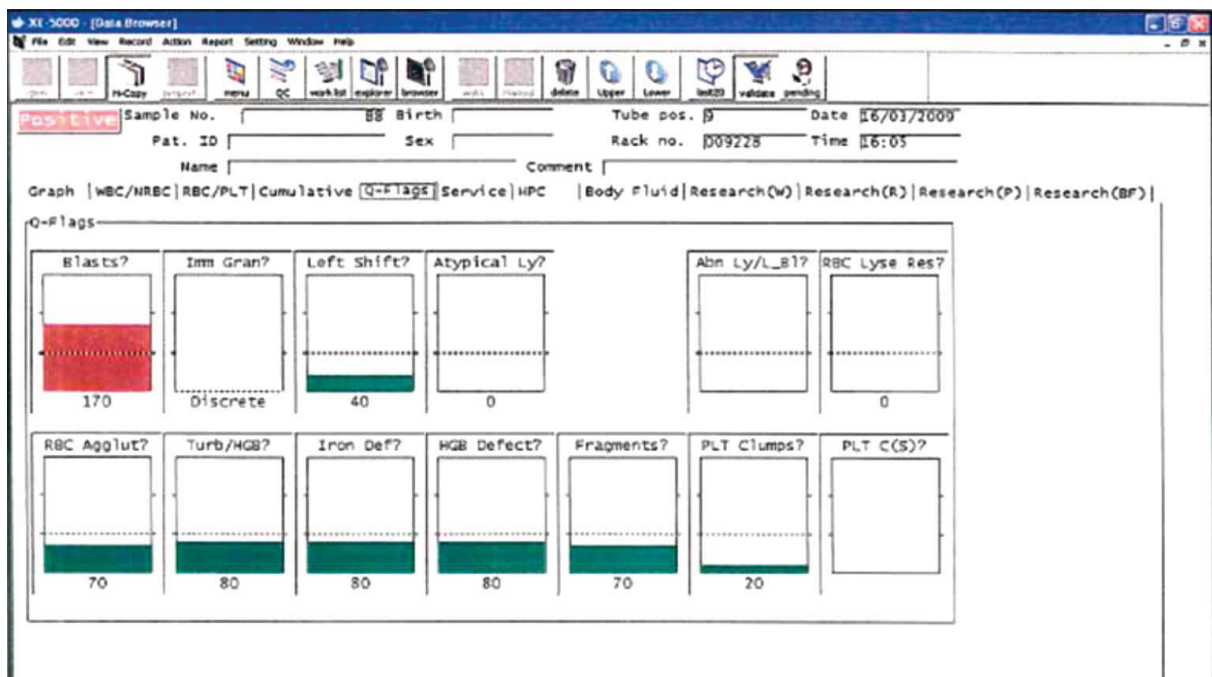 XE-5000 - [Data Browser]
File Edit View Record Action Report Setting Window Help
H-Copy menu QC work list explorer browser delete Upper Lower last20 validate pending
Positive Sample No. 88 Birth Tube pos. 9 Date 16/03/2009
Pat. ID Sex Rack no. 009228 Time 16:05
Name Comment
Graph WBC/NRBC RBC/PLT Cumulative Q-Flags Service HPC Body Fluid Research(W) Research(R) Research(P) Research(BF)
Q-Flags
Blasts? Imm Gran? Left Shift? Atypical Ly? Abn Ly/L_Bl? RBC Lyse Res?
170 Discrete 40 0 0
RBC Agglut? Turb/HGB? Iron Def? HGB Defect? Fragments? PLT Clumps? PLT C(S)?
70 80 80 80 70 20